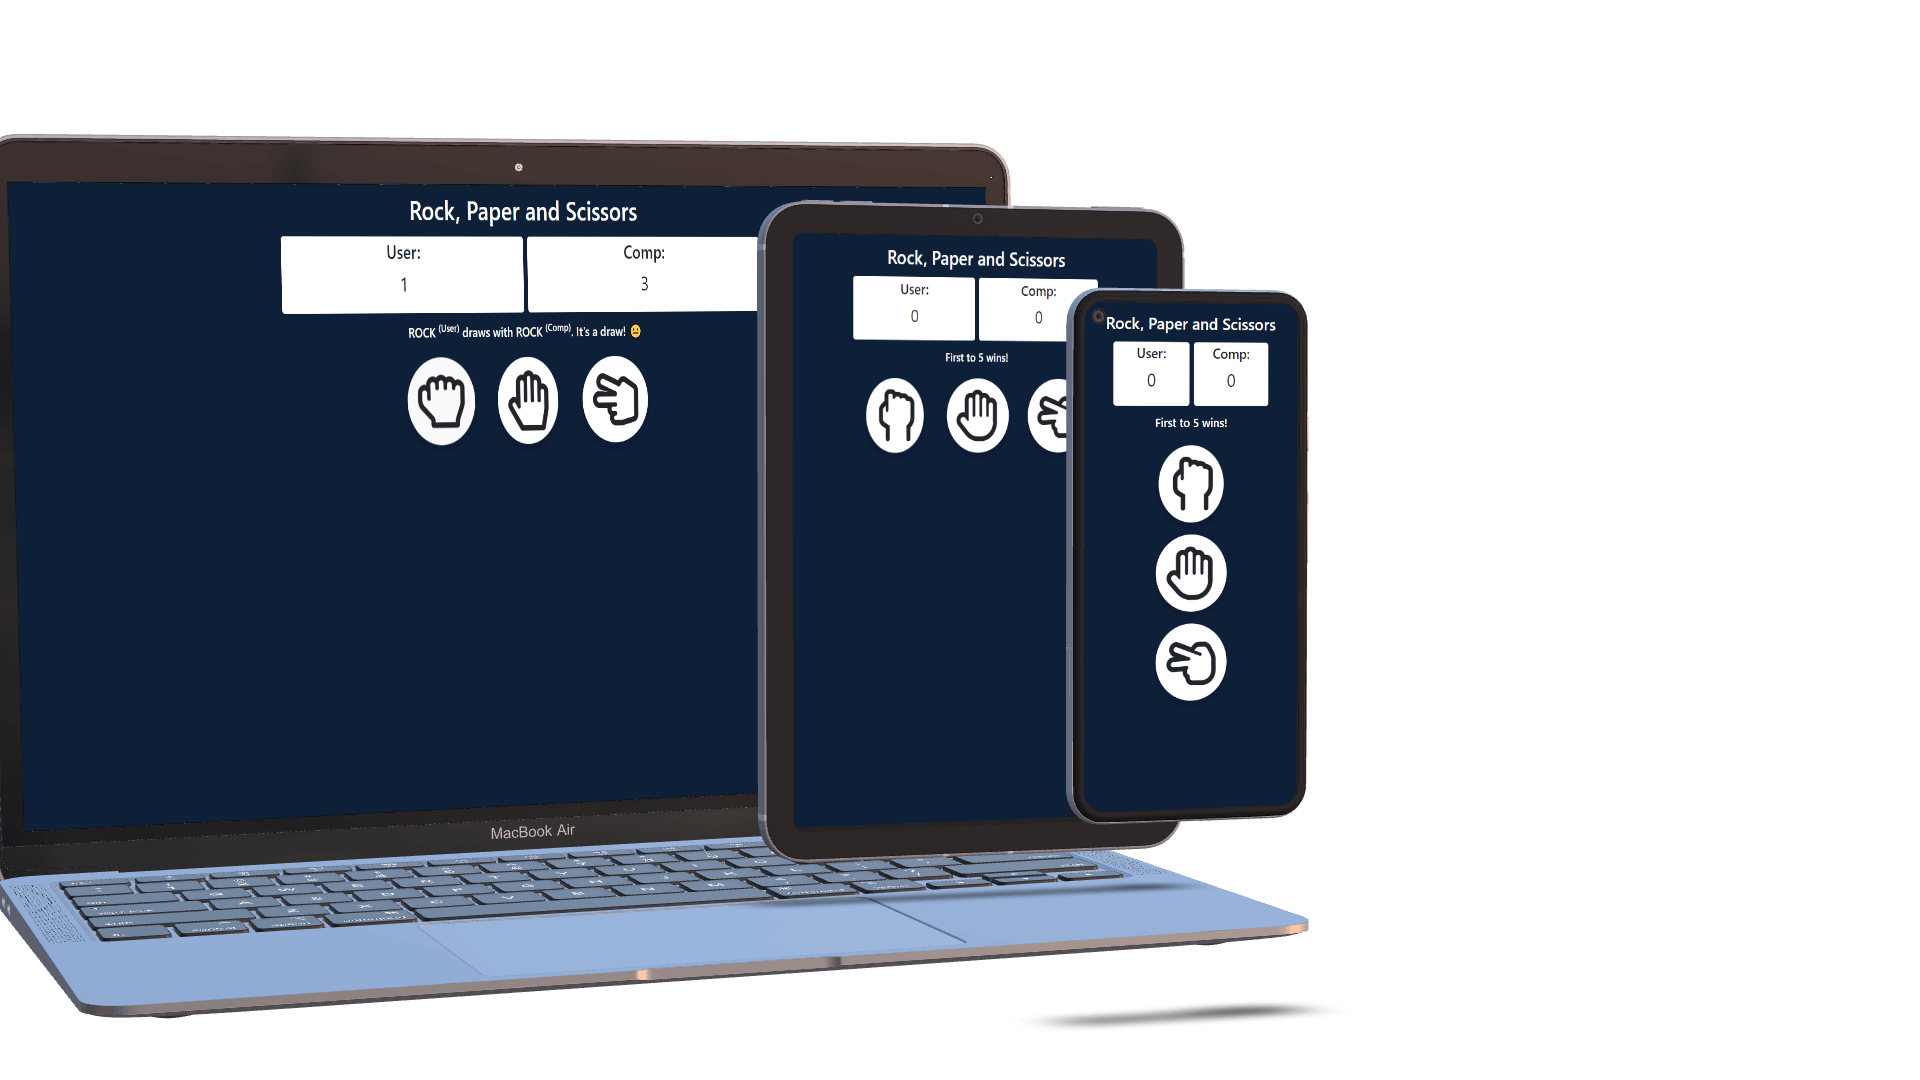 Rock, Paper and Scissors
User:
1
Comp:
3
ROCK (User) draws with ROCK (Comp). It's a draw! 😐
MacBook Air
Rock, Paper and Scissors
User:
0
Comp:
0
First to 5 wins!
Rock, Paper and Scissors
User:
0
Comp:
0
First to 5 wins!